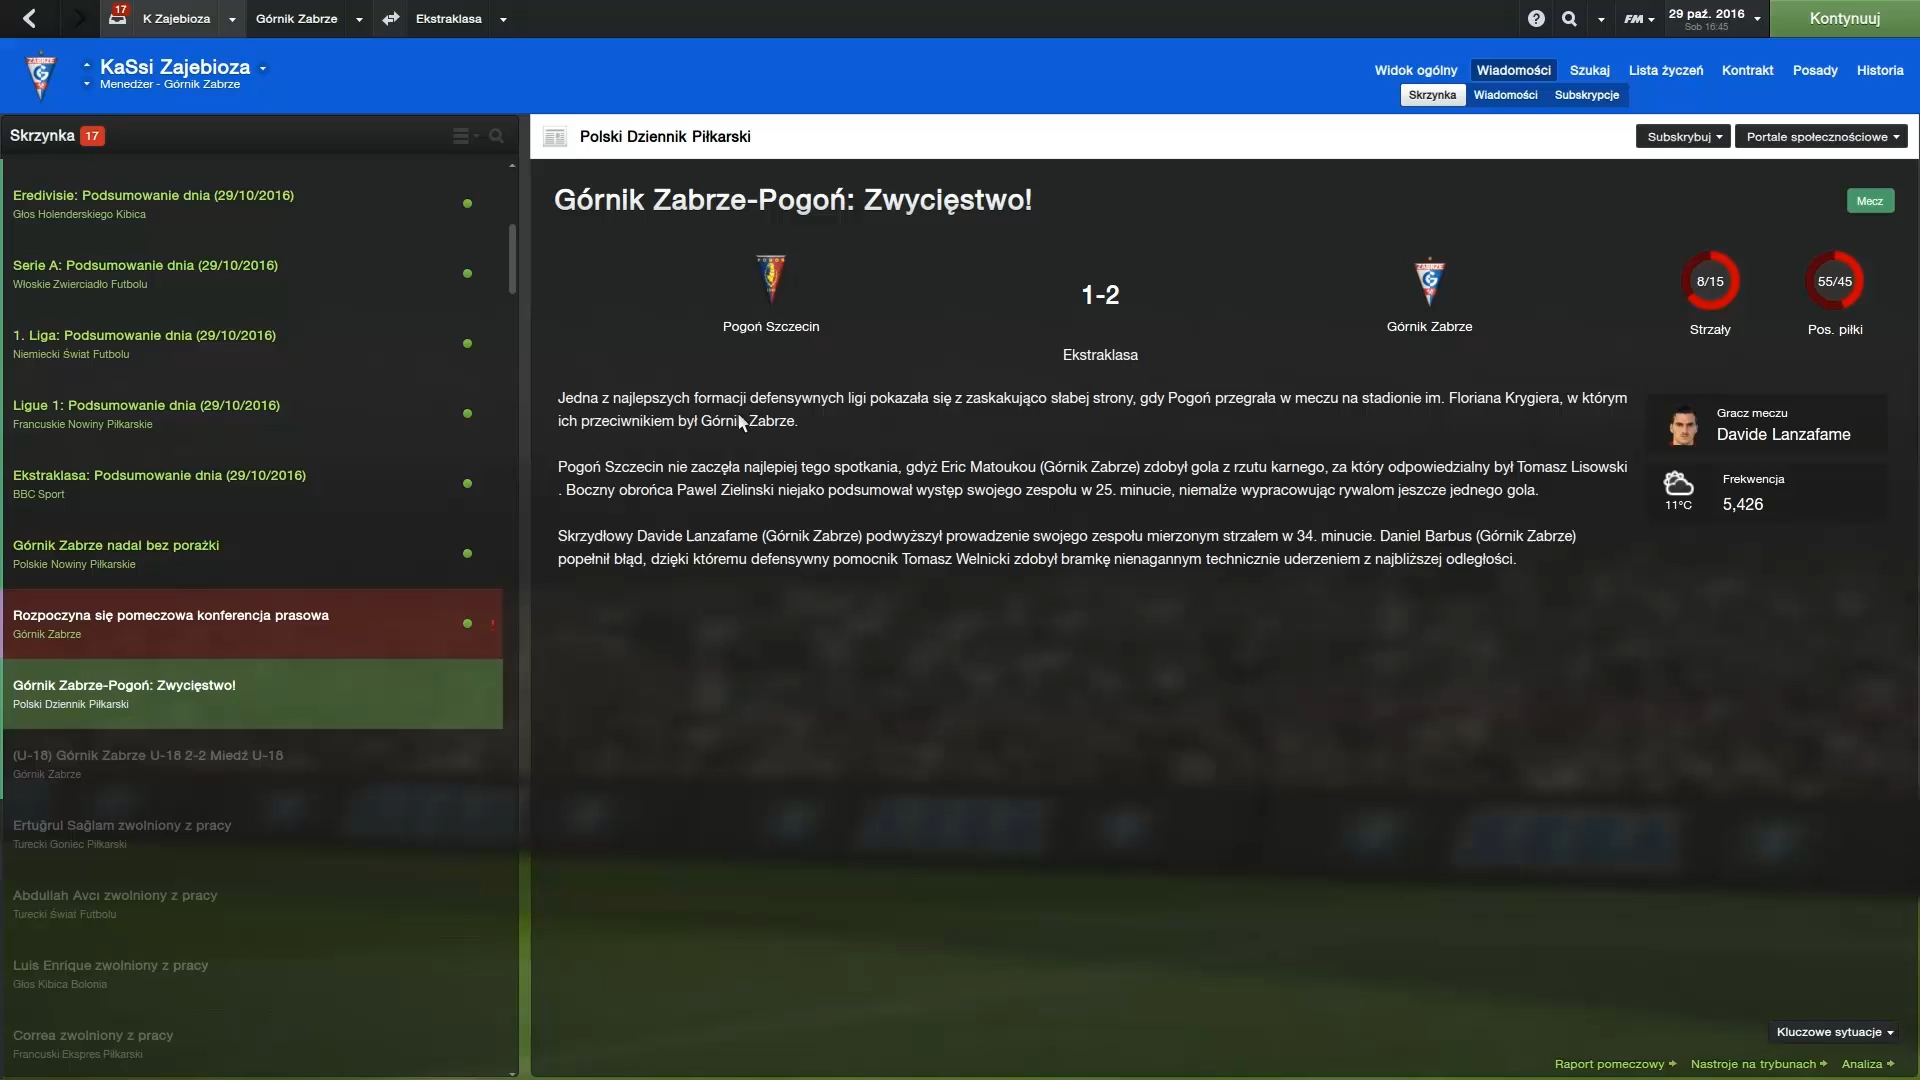 17
K Zajebioza
Górnik Zabrze
Ekstraklasa
FM
29 paź. 2016
Sob 16:45
Kontynuuj
KaSsi Zajebioza
Menedżer - Górnik Zabrze
Widok ogólny
Wiadomości
Szukaj
Lista życzeń
Kontrakt
Posady
Historia
Skrzynka
Wiadomości
Subskrypcje
Skrzynka 17
Eredivisie: Podsumowanie dnia (29/10/2016)
Głos Holenderskiego Kibica
Serie A: Podsumowanie dnia (29/10/2016)
Włoskie Zwierciadło Futbolu
1. Liga: Podsumowanie dnia (29/10/2016)
Niemiecki Świat Futbolu
Ligue 1: Podsumowanie dnia (29/10/2016)
Francuskie Nowiny Piłkarskie
Ekstraklasa: Podsumowanie dnia (29/10/2016)
BBC Sport
Górnik Zabrze nadal bez porażki
Polskie Nowiny Piłkarskie
Rozpoczyna się pomeczowa konferencja prasowa
Górnik Zabrze
Górnik Zabrze-Pogoń: Zwycięstwo!
Polski Dziennik Piłkarski
(U-18) Górnik Zabrze U-18 2-2 Miedź U-18
Górnik Zabrze
Ertuğrul Sağlam zwolniony z pracy
Turecki Goniec Piłkarski
Abdullah Avcı zwolniony z pracy
Turecki Świat Futbolu
Luis Enrique zwolniony z pracy
Głos Kibica Bolonia
Correa zwolniony z pracy
Francuski Ekspres Piłkarski
Polski Dziennik Piłkarski
Subskrybuj
Portale społecznościowe
Górnik Zabrze-Pogoń: Zwycięstwo!
Mecz
1-2
Pogoń Szczecin
Górnik Zabrze
Ekstraklasa
8/15
Strzały
55/45
Pos. piłki
Jedna z najlepszych formacji defensywnych ligi pokazała się z zaskakująco słabej strony, gdy Pogoń przegrała w meczu na stadionie im. Floriana Krygiera, w którym
ich przeciwnikiem był Górnik Zabrze.
Pogoń Szczecin nie zaczęła najlepiej tego spotkania, gdyż Eric Matoukou (Górnik Zabrze) zdobył gola z rzutu karnego, za który odpowiedzialny był Tomasz Lisowski
. Boczny obrońca Pawel Zielinski niejako podsumował występ swojego zespołu w 25. minucie, niemalże wypracowując rywalom jeszcze jednego gola.
Skrzydłowy Davide Lanzafame (Górnik Zabrze) podwyższył prowadzenie swojego zespołu mierzonym strzałem w 34. minucie. Daniel Barbus (Górnik Zabrze)
popełnił błąd, dzięki któremu defensywny pomocnik Tomasz Welnicki zdobył bramkę nienagannym technicznie uderzeniem z najbliższej odległości.
Gracz meczu
Davide Lanzafame
11°C
Frekwencja
5,426
Kluczowe sytuacje
Raport pomeczowy
Nastroje na trybunach
Analiza